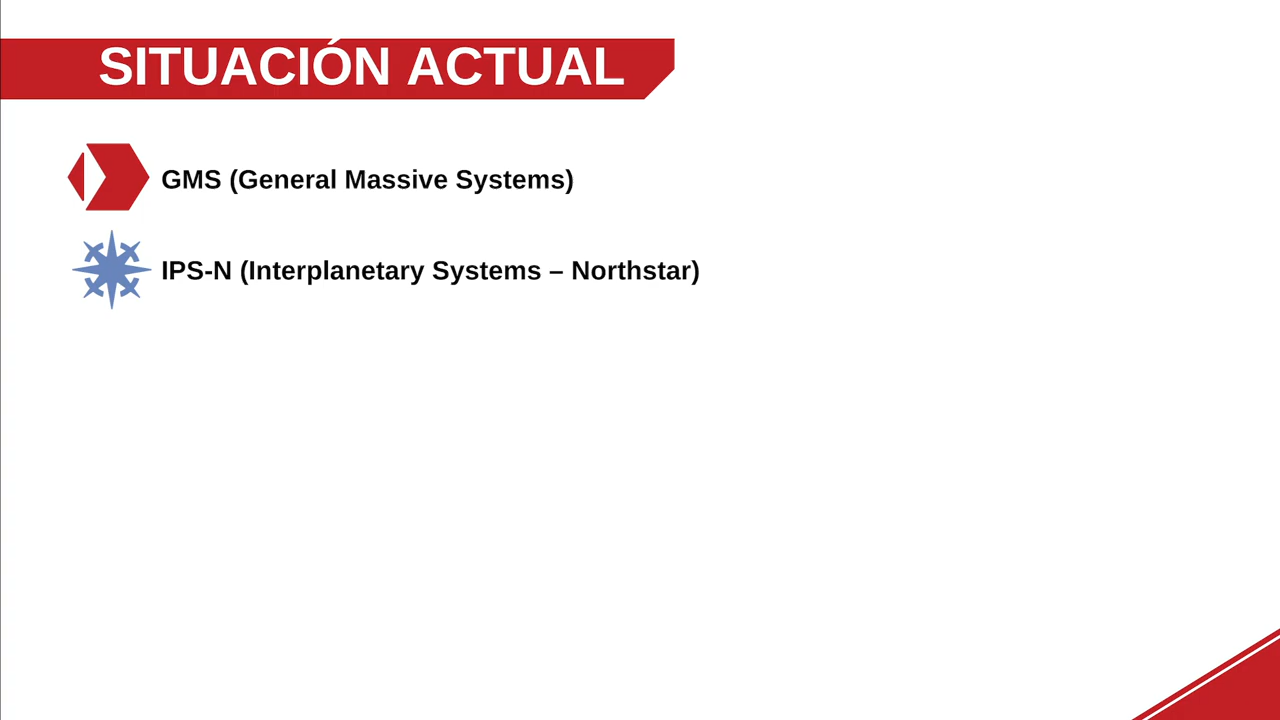 SITUACIÓN ACTUAL
GMS (General Massive Systems)
IPS-N (Interplanetary Systems – Northstar)